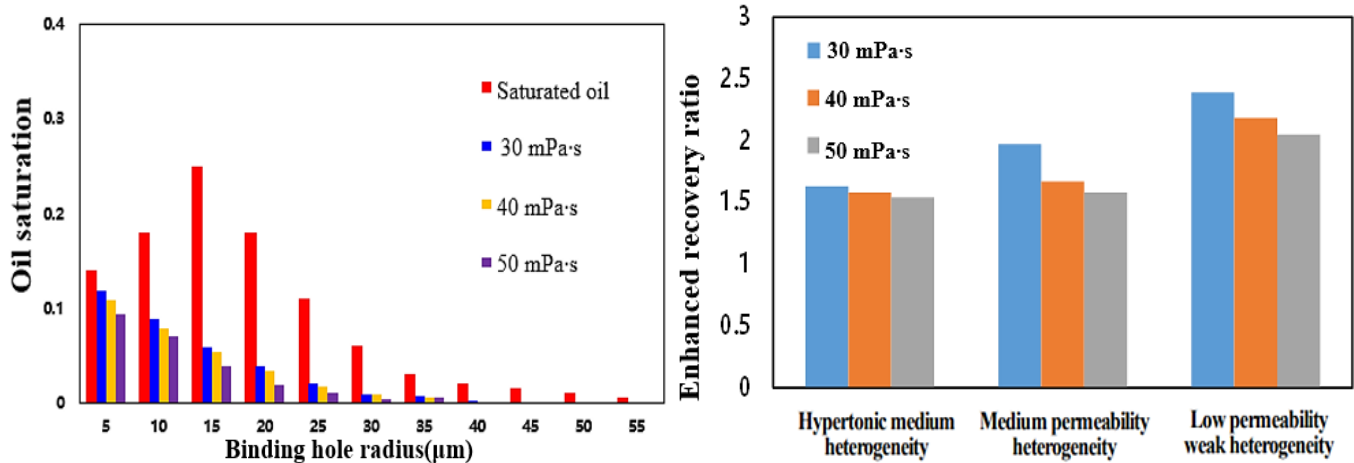 Oil saturation
0.4
0.3
0.2
0.1
0
Saturated oil
30 mPa·s
40 mPa·s
50 mPa·s
5 10 15 20 25 30 35 40 45 50 55
Binding hole radius(μm)
Enhanced recovery ratio
3
2.5
2
1.5
1
0.5
0
30 mPa·s
40 mPa·s
50 mPa·s
Hypertonic medium
heterogeneity
Medium permeability
heterogeneity
Low permeability
weak heterogeneity